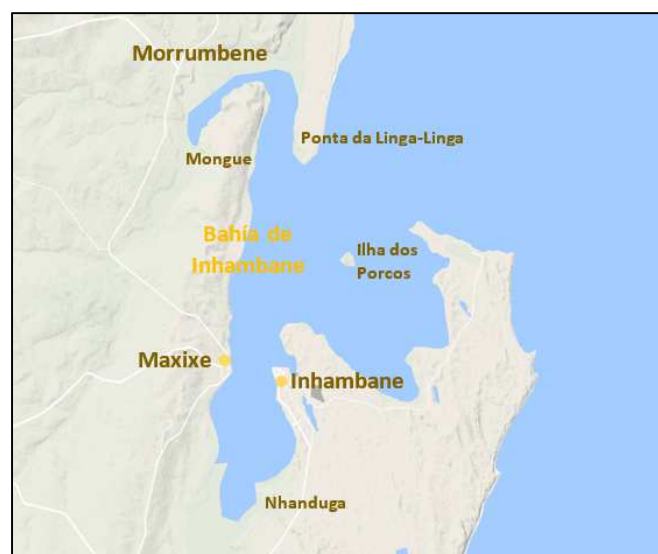 Morrumbene
Ponta da Linga-Linga
Mongue
Bahía de
Inhambane
Ilha dos
Porcos
Maxixe
Inhambane
Nhanduga